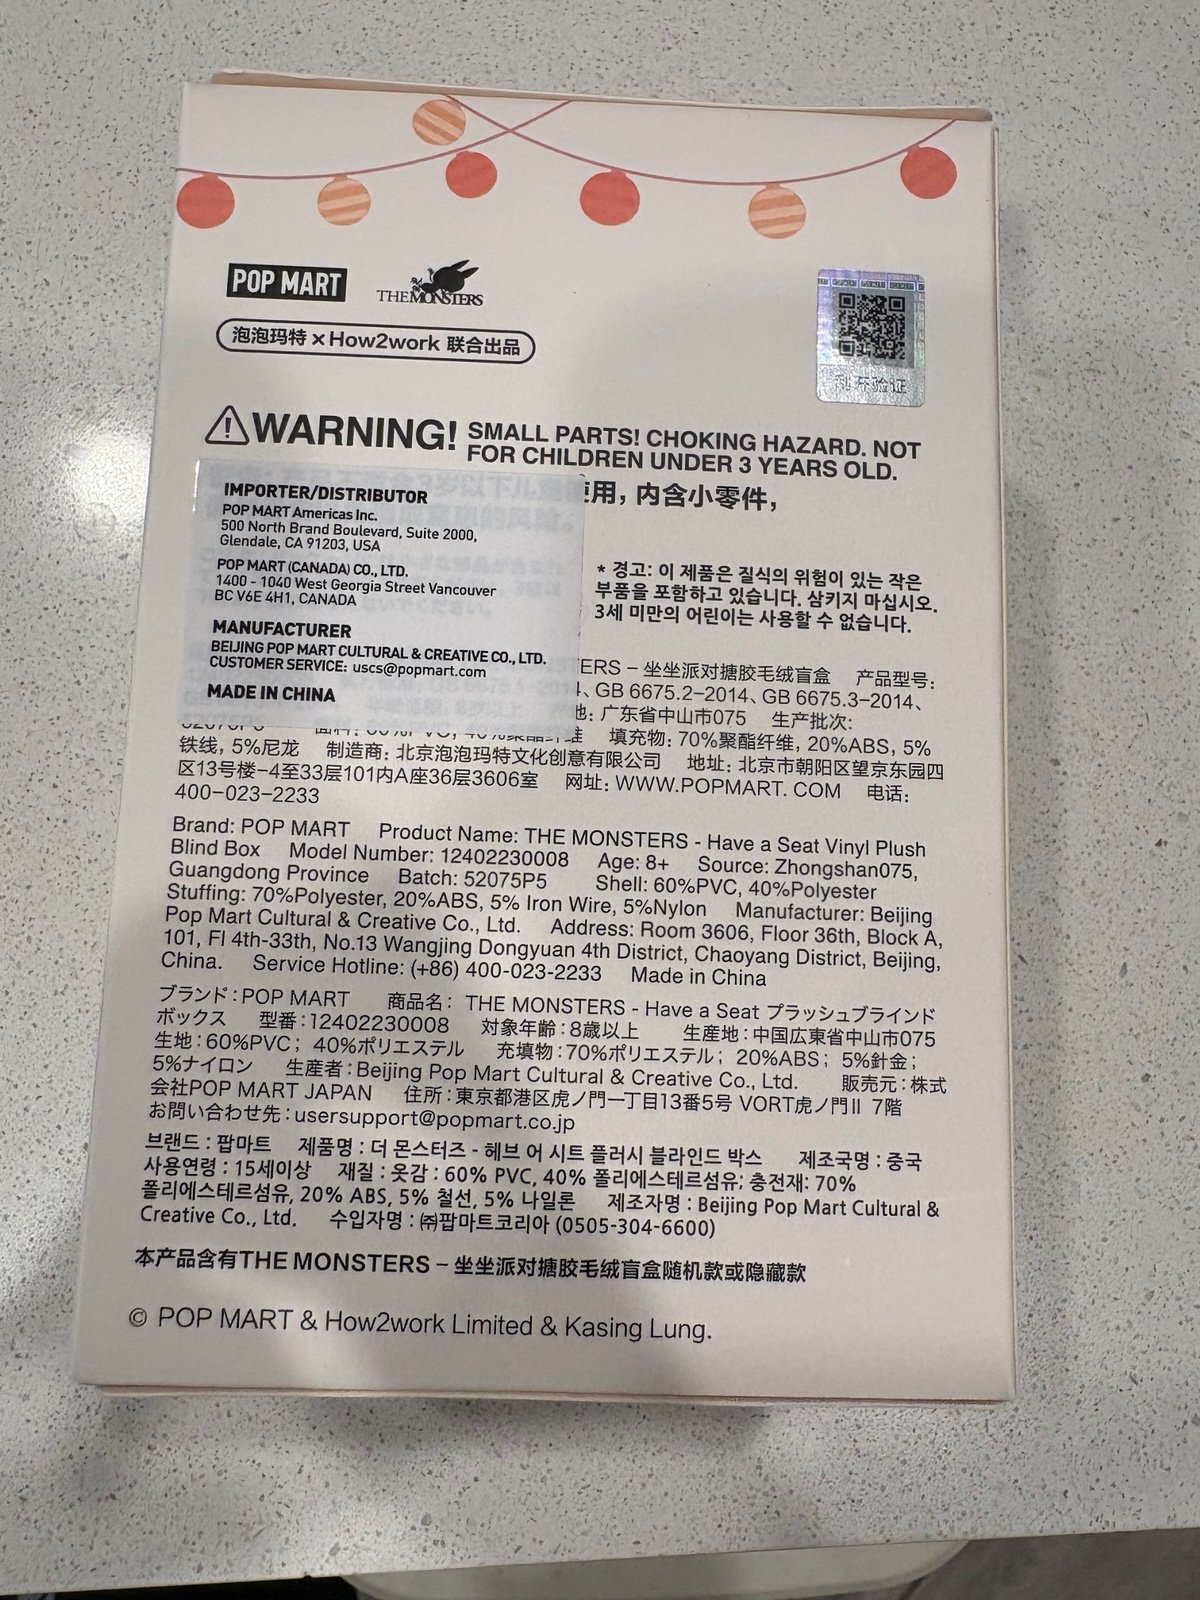 POP MART
THE MONSTERS
泡泡玛特 × How2work 联合出品
刮开验证
WARNING! SMALL PARTS! CHOKING HAZARD. NOT
FOR CHILDREN UNDER 3 YEARS OLD.
用，内含小零件，
IMPORTER/DISTRIBUTOR
POP MART Americas Inc.
500 North Brand Boulevard, Suite 2000,
Glendale, CA 91203, USA
POP MART (CANADA) CO., LTD.
1400 - 1040 West Georgia Street Vancouver
BC V6E 4H1, CANADA
MANUFACTURER
BEIJING POP MART CULTURAL & CREATIVE CO., LTD.
CUSTOMER SERVICE: uscs@popmart.com
MADE IN CHINA
* 경고: 이 제품은 질식의 위험이 있는 작은
부품을 포함하고 있습니다. 삼키지 마십시오.
3세 미만의 어린이는 사용할 수 없습니다.
TERS – 坐坐派对搪胶毛绒盲盒 产品型号:
4、GB 6675.2–2014、GB 6675.3–2014、
地: 广东省中山市075 生产批次:
填充物: 70%聚酯纤维, 20%ABS, 5%
铁线, 5%尼龙 制造商: 北京泡泡玛特文化创意有限公司 地址: 北京市朝阳区望京东园四
区13号楼–4至33层101内A座36层3606室 网址: WWW.POPMART. COM 电话:
400–023–2233
Brand: POP MART Product Name: THE MONSTERS - Have a Seat Vinyl Plush
Blind Box Model Number: 12402230008 Age: 8+ Source: Zhongshan075,
Guangdong Province Batch: 52075P5 Shell: 60%PVC, 40%Polyester
Stuffing: 70%Polyester, 20%ABS, 5% Iron Wire, 5%Nylon Manufacturer: Beijing
Pop Mart Cultural & Creative Co., Ltd. Address: Room 3606, Floor 36th, Block A,
101, Fl 4th-33th, No.13 Wangjing Dongyuan 4th District, Chaoyang District, Beijing,
China. Service Hotline: (+86) 400-023-2233 Made in China
ブランド:POP MART 商品名: THE MONSTERS - Have a Seat プラッシュブラインド
ボックス 型番:12402230008 対象年齢:8歳以上 生産地:中国広東省中山市075
生地:60%PVC; 40%ポリエステル 充填物:70%ポリエステル; 20%ABS; 5%針金;
5%ナイロン 生産者:Beijing Pop Mart Cultural & Creative Co., Ltd. 販売元:株式
会社POP MART JAPAN 住所:東京都港区虎ノ門一丁目13番5号 VORT虎ノ門II 7階
お問い合わせ先:usersupport@popmart.co.jp
브랜드 : 팝마트 제품명 : 더 몬스터즈 - 헤브 어 시트 플러시 블라인드 박스 제조국명 : 중국
사용연령 : 15세이상 재질 : 옷감 : 60% PVC, 40% 폴리에스테르섬유; 충전재: 70%
폴리에스테르섬유, 20% ABS, 5% 철선, 5% 나일론 제조자명 : Beijing Pop Mart Cultural &
Creative Co., Ltd. 수입자명 : ㈜팝마트코리아 (0505-304-6600)
本产品含有THE MONSTERS – 坐坐派对搪胶毛绒盲盒随机款或隐藏款
© POP MART & How2work Limited & Kasing Lung.